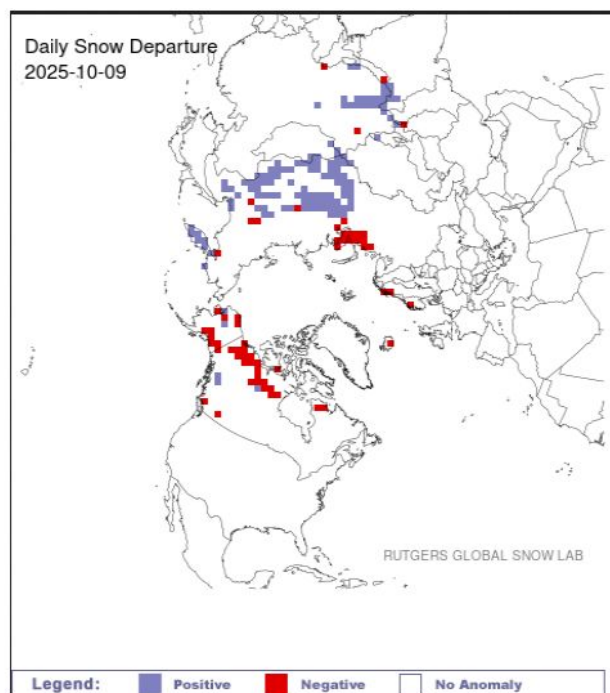 Daily Snow Departure
2025-10-09
RUTGERS GLOBAL SNOW LAB
Legend: Positive Negative No Anomaly